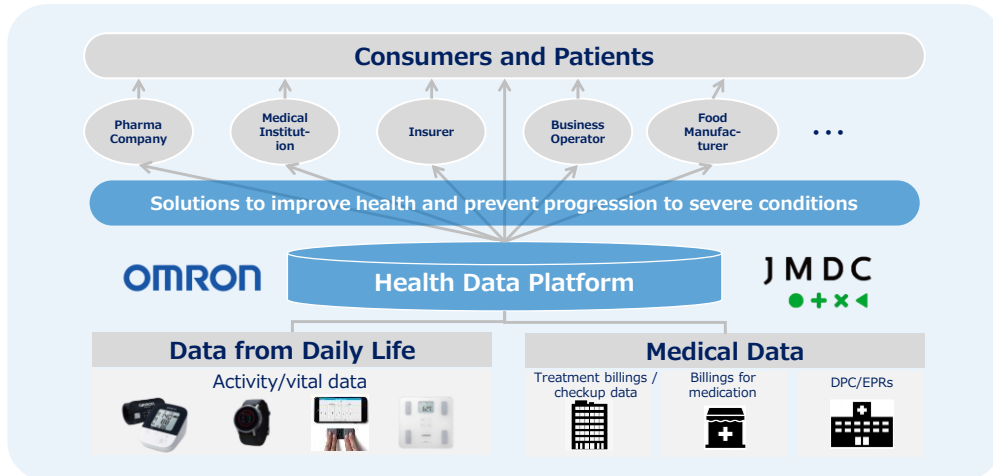 Consumers and Patients
Pharma
Company
Medical
Institut-
ion
Insurer
Business
Operator
Food
Manufac-
turer
...
Solutions to improve health and prevent progression to severe conditions
OMRON
Health Data Platform
JMDC
Data from Daily Life
Medical Data
Activity/vital data
Treatment billings /
checkup data
Billings for
medication
DPC/EPRs